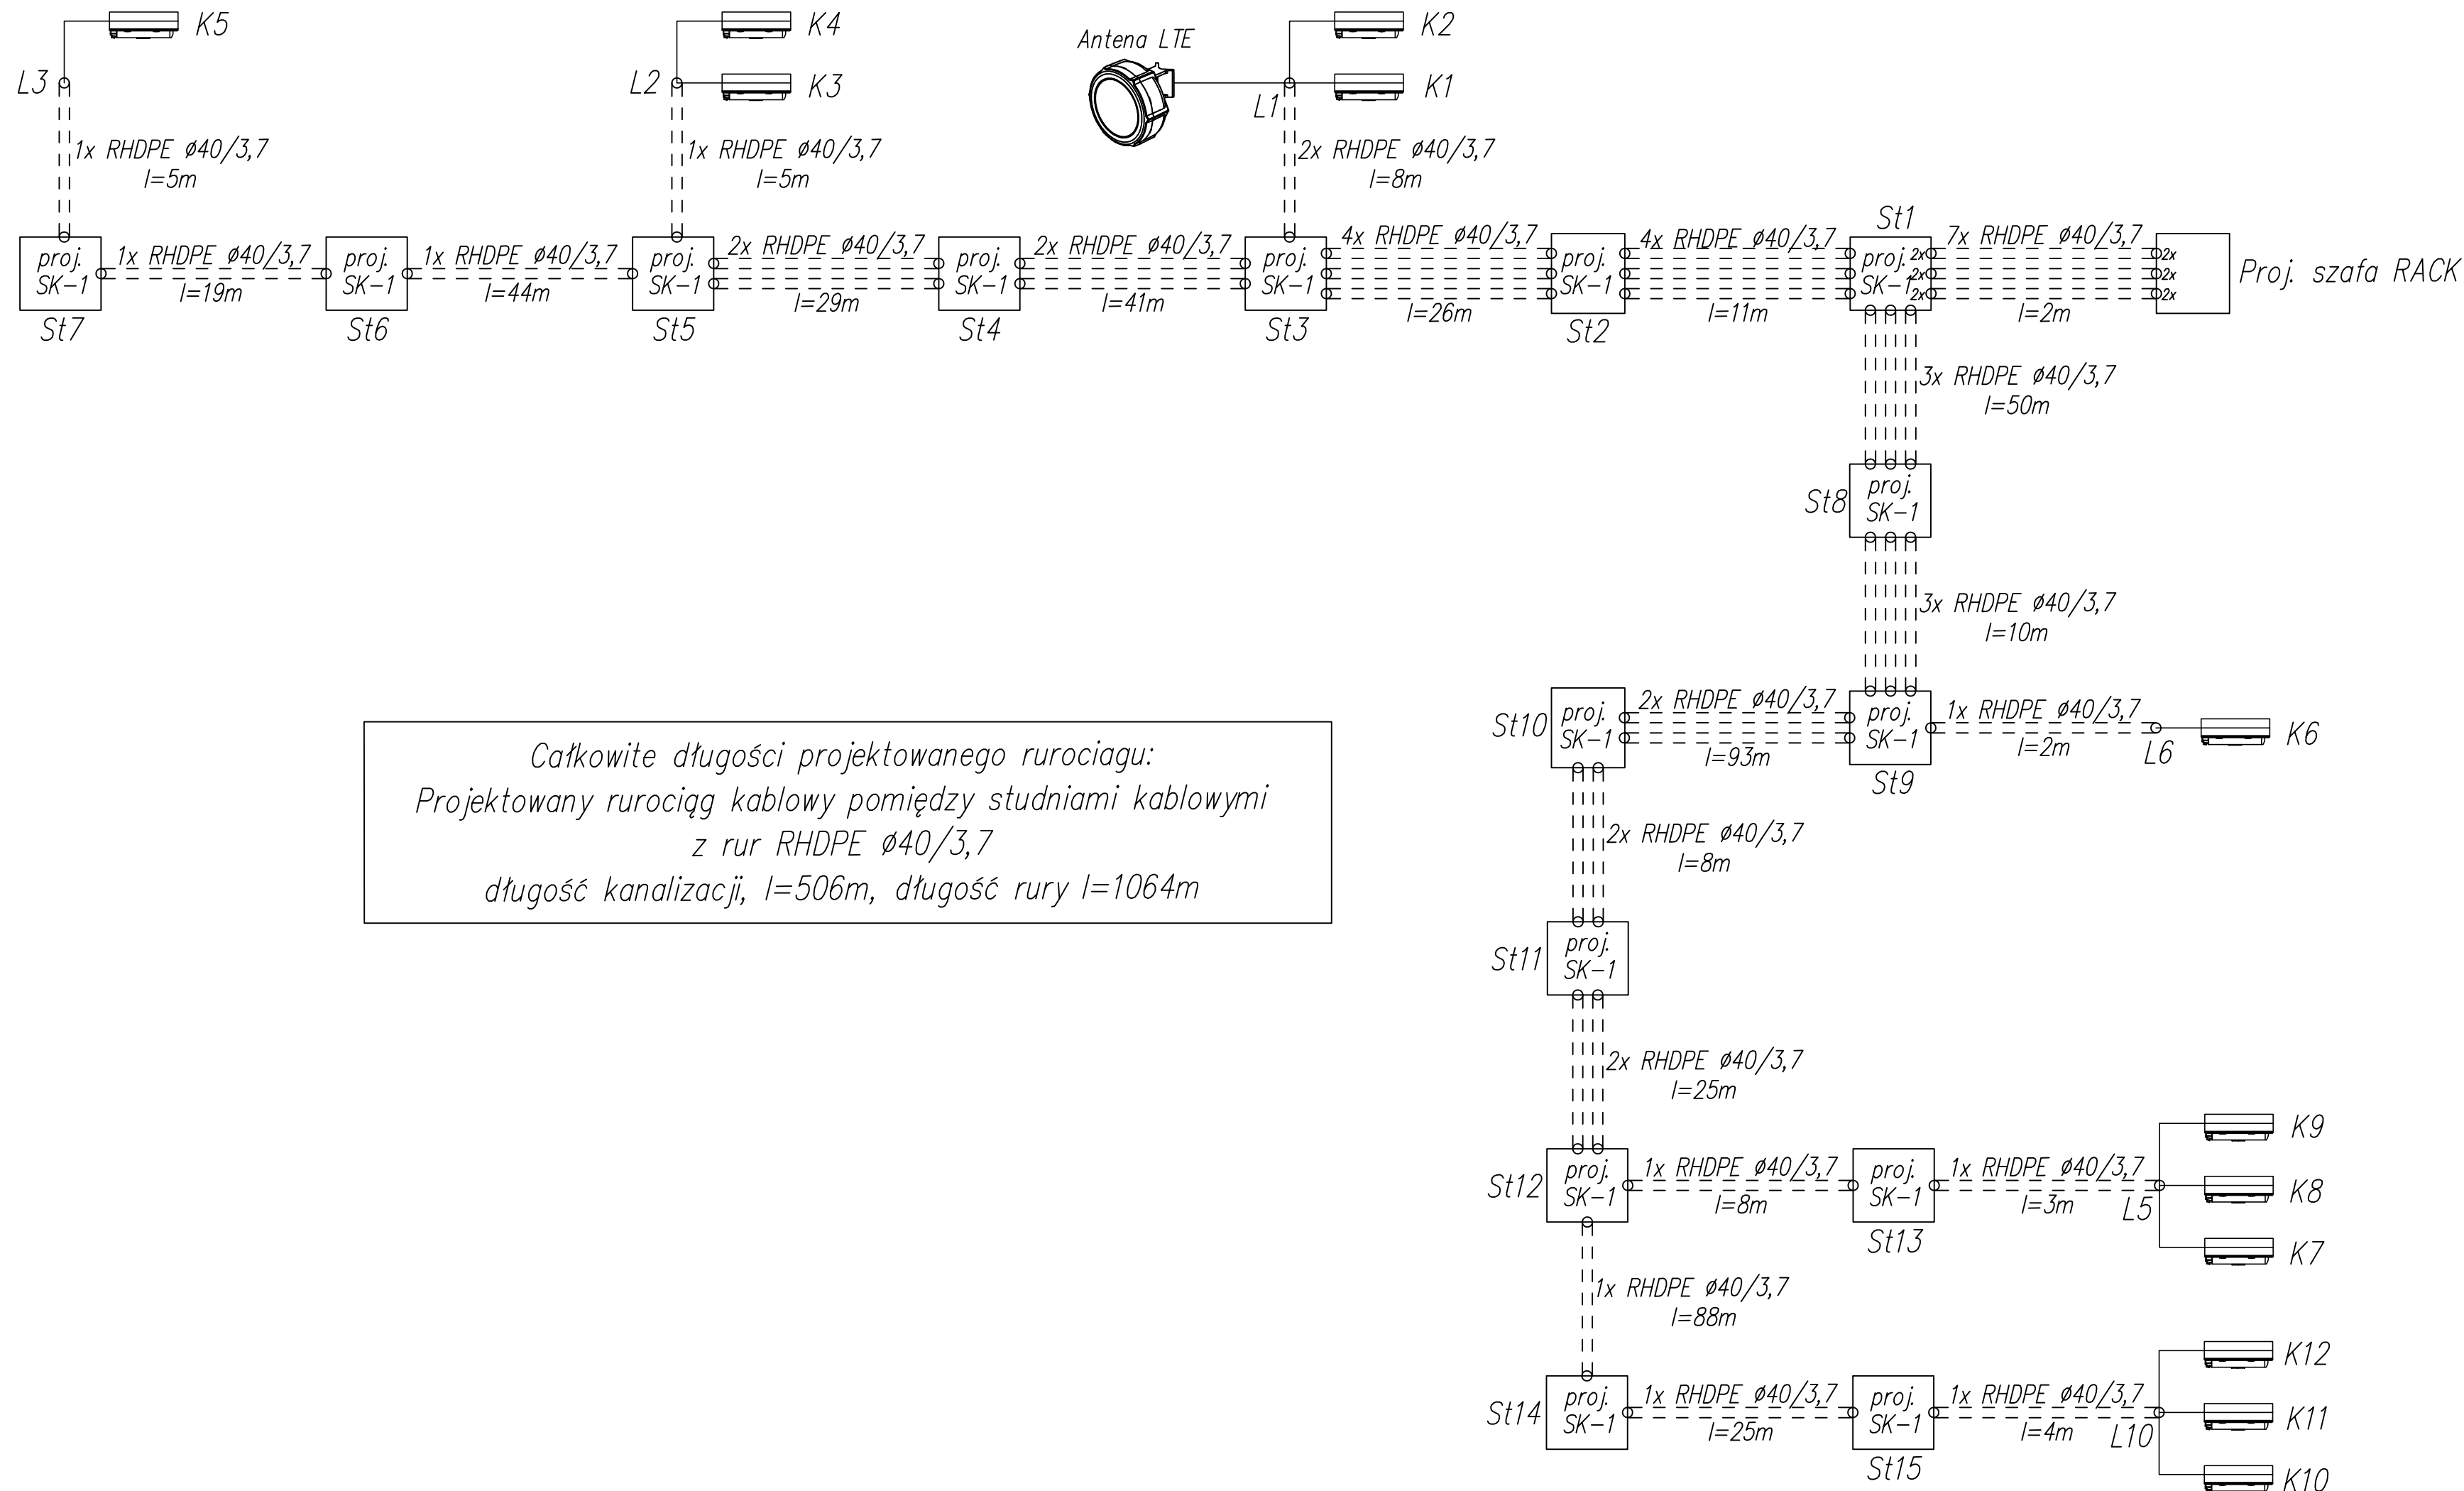 K5
K4
K2
Antena LTE
L3
L2
K3
L1
K1
1x RHDPE ø40/3,7
l=5m
1x RHDPE ø40/3,7
l=5m
2x RHDPE ø40/3,7
l=8m
St1
proj.
SK-1
St7
1x RHDPE ø40/3,7
l=19m
proj.
SK-1
St6
1x RHDPE ø40/3,7
l=44m
proj.
SK-1
St5
2x RHDPE ø40/3,7
l=29m
proj.
SK-1
St4
2x RHDPE ø40/3,7
l=41m
proj.
SK-1
St3
4x RHDPE ø40/3,7
l=26m
proj.
SK-1
St2
4x RHDPE ø40/3,7
l=11m
proj.
SK-1
2x
2x
2x
7x RHDPE ø40/3,7
l=2m
2x
2x
2x
Proj. szafa RACK
3x RHDPE ø40/3,7
l=50m
St8
proj.
SK-1
3x RHDPE ø40/3,7
l=10m
St10
proj.
SK-1
2x RHDPE ø40/3,7
l=93m
proj.
SK-1
St9
1x RHDPE ø40/3,7
l=2m
L6
K6
Całkowite długości projektowanego rurociagu:
Projektowany rurociąg kablowy pomiędzy studniami kablowymi
z rur RHDPE ø40/3,7
długość kanalizacji, l=506m, długość rury l=1064m
2x RHDPE ø40/3,7
l=8m
St11
proj.
SK-1
2x RHDPE ø40/3,7
l=25m
St12
proj.
SK-1
1x RHDPE ø40/3,7
l=8m
proj.
SK-1
St13
1x RHDPE ø40/3,7
l=3m
L5
K9
K8
K7
1x RHDPE ø40/3,7
l=88m
St14
proj.
SK-1
1x RHDPE ø40/3,7
l=25m
proj.
SK-1
St15
1x RHDPE ø40/3,7
l=4m
L10
K12
K11
K10